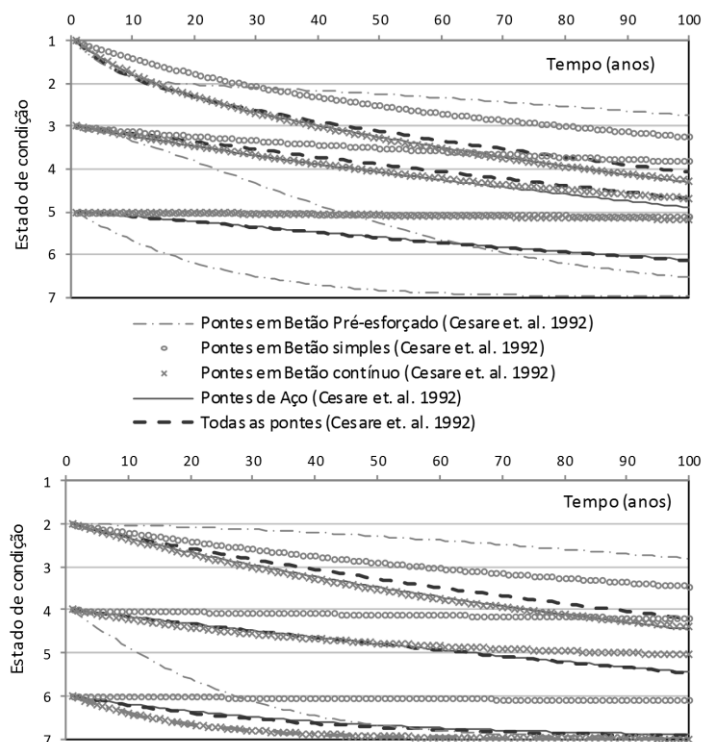 0 10 20 30 40 50 60 70 80 90 100
1
Tempo (anos)
2
3
4
5
6
7
Estado de condição
Pontes em Betão Pré-esforçado (Cesare et. al. 1992)
Pontes em Betão simples (Cesare et. al. 1992)
Pontes em Betão contínuo (Cesare et. al. 1992)
Pontes de Aço (Cesare et. al. 1992)
Todas as pontes (Cesare et. al. 1992)
0 10 20 30 40 50 60 70 80 90 100
1
Tempo (anos)
2
3
4
5
6
7
Estado de condição